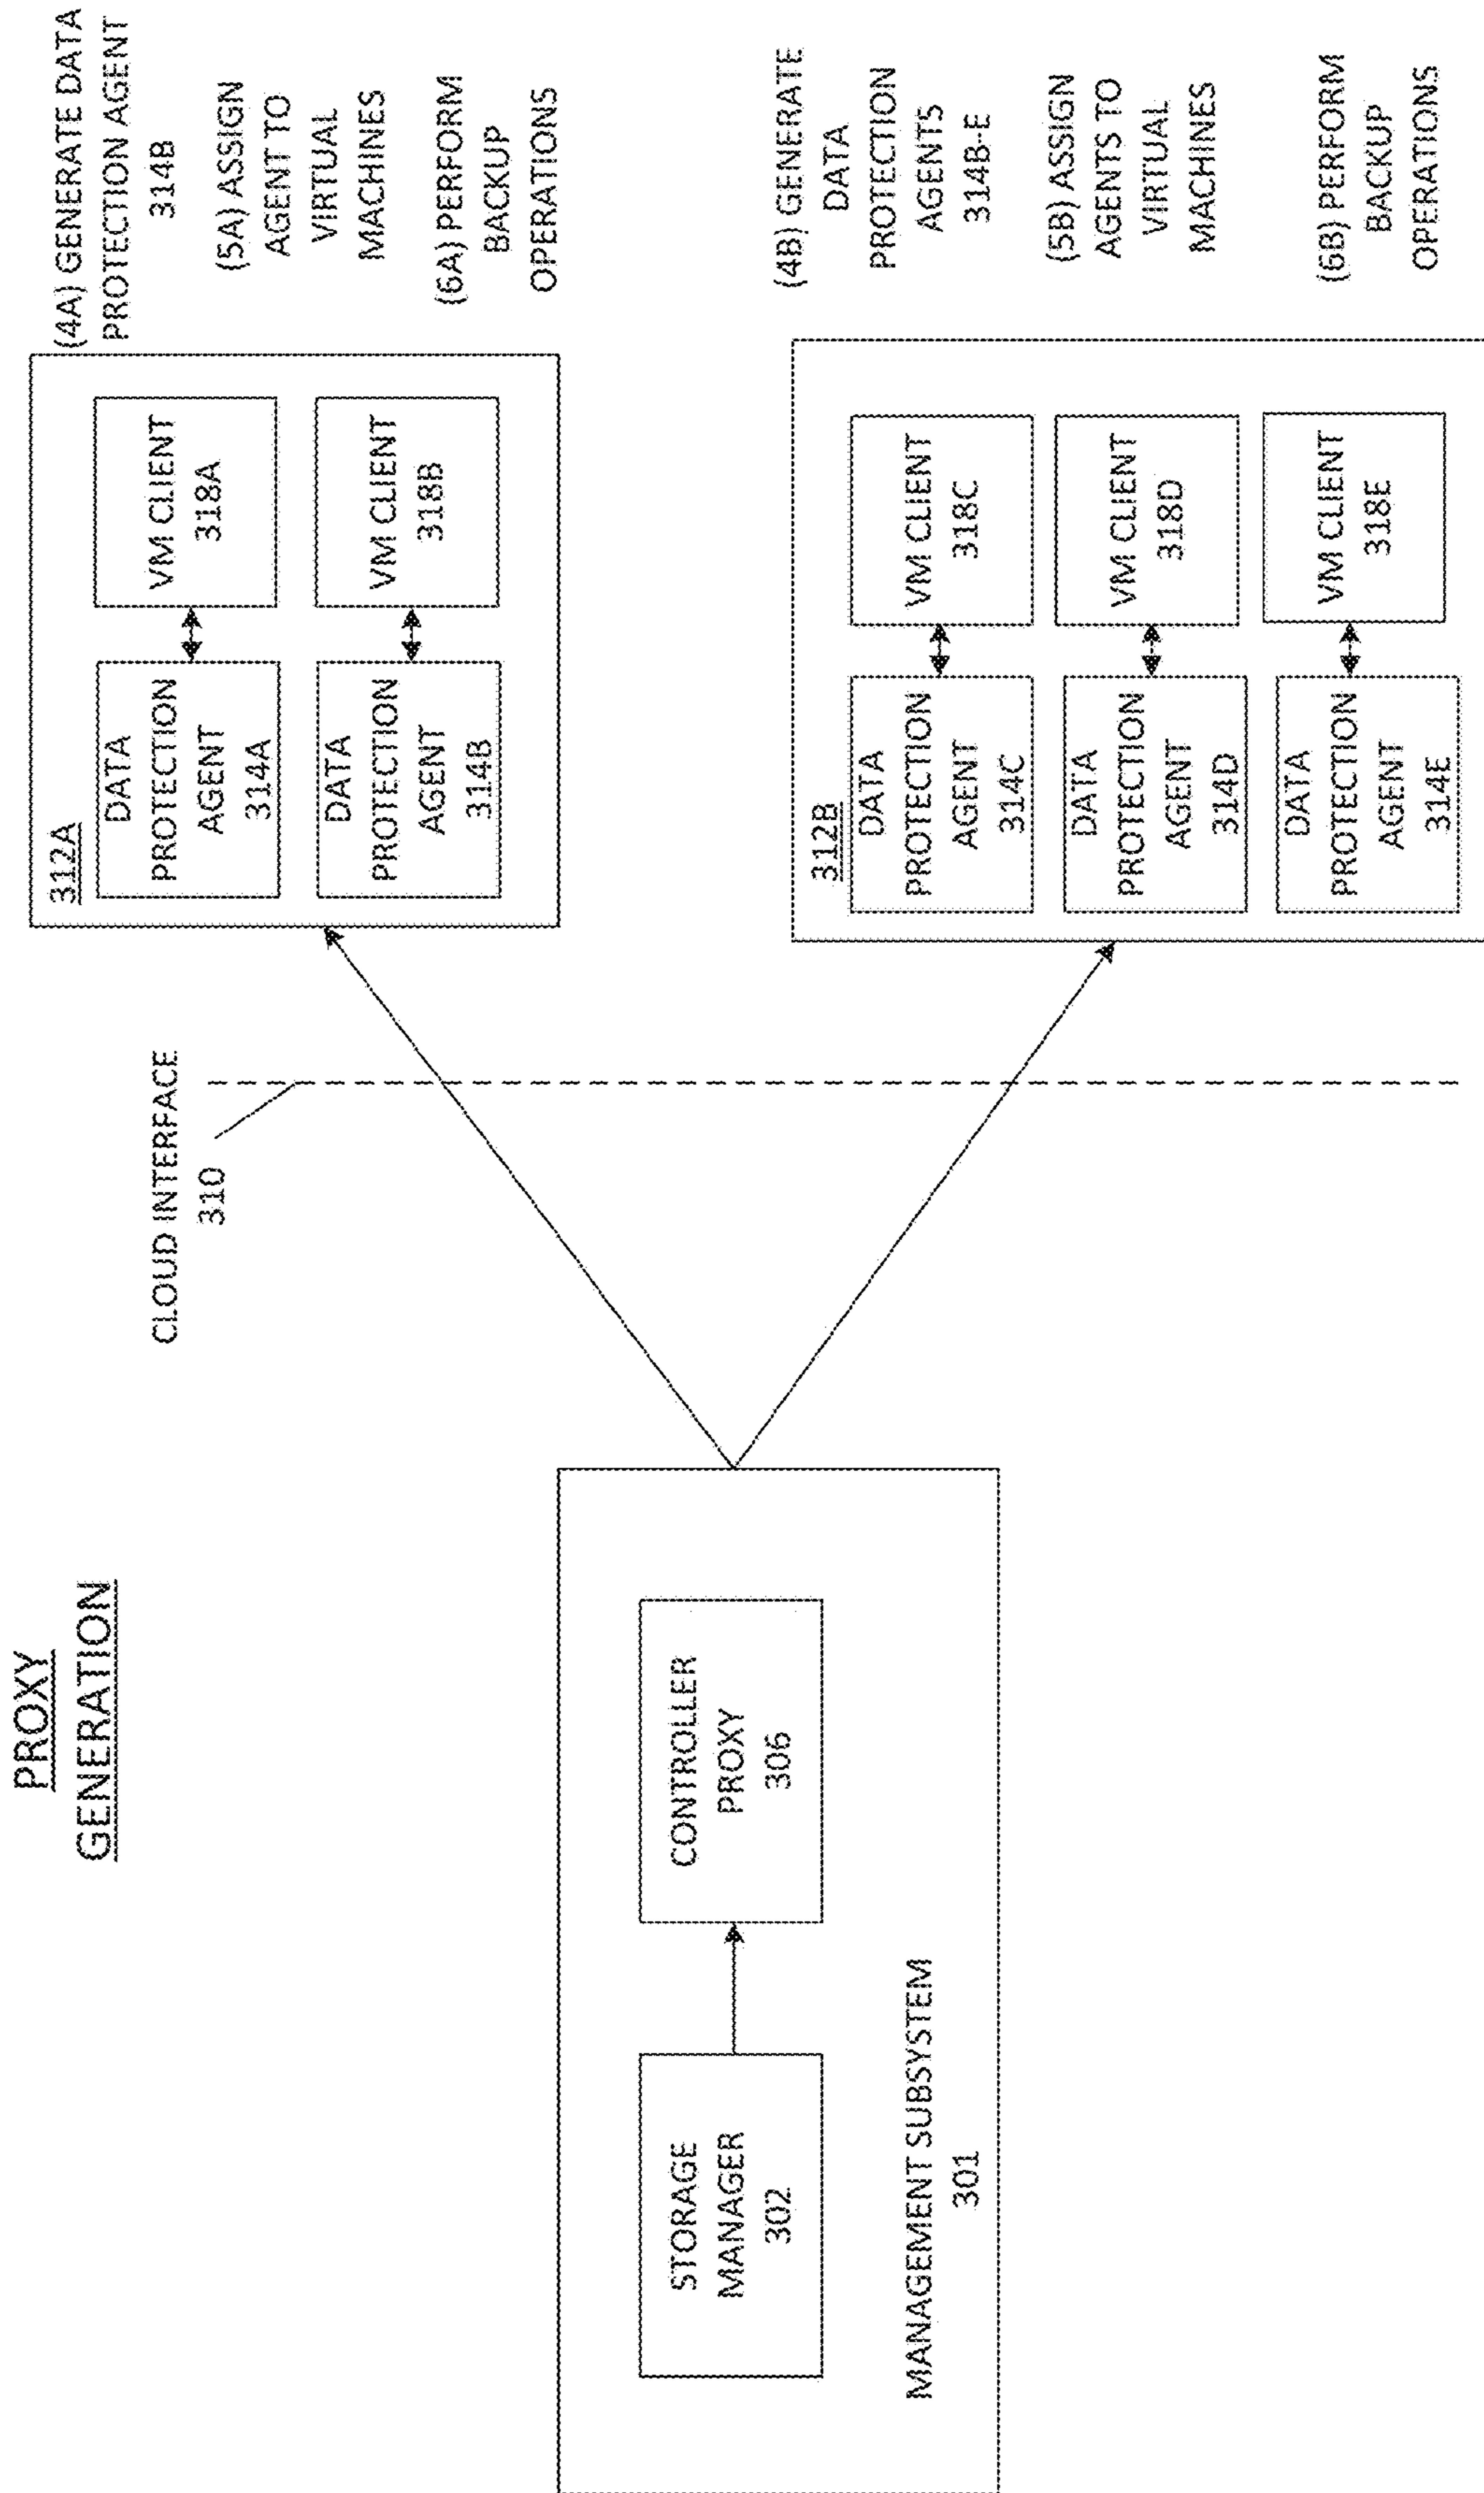 PROXY
GENERATION
STORAGE
MANAGER
302
CONTROLLER
PROXY
306
MANAGEMENT SUBSYSTEM
301
CLOUD INTERFACE
310
312A
DATA
PROTECTION
AGENT
314A
VM CLIENT
318A
DATA
PROTECTION
AGENT
314B
VM CLIENT
318B
(4A) GENERATE DATA
PROTECTION AGENT
314B
(5A) ASSIGN
AGENT TO
VIRTUAL
MACHINES
(6A) PERFORM
BACKUP
OPERATIONS
312B
DATA
PROTECTION
AGENT
314C
VM CLIENT
318C
DATA
PROTECTION
AGENT
314D
VM CLIENT
318D
DATA
PROTECTION
AGENT
314E
VM CLIENT
318E
(4B) GENERATE
DATA
PROTECTION
AGENTS
314B-E
(5B) ASSIGN
AGENTS TO
VIRTUAL
MACHINES
(6B) PERFORM
BACKUP
OPERATIONS